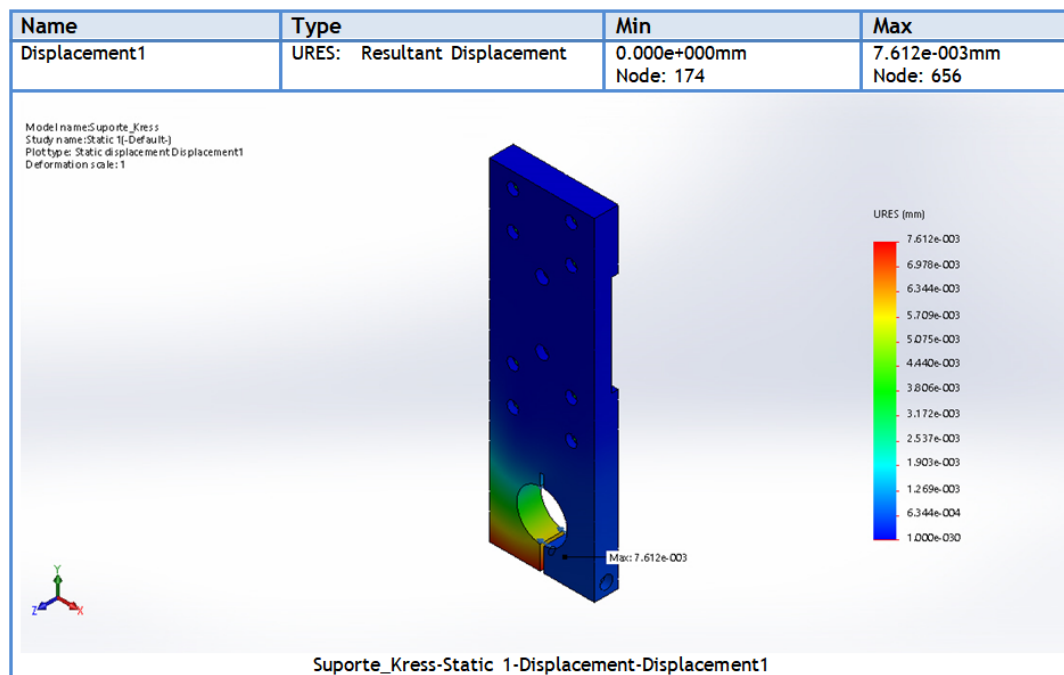 Name Type Min Max
Displacement1 URES: Resultant Displacement 0.000e+000mm 7.612e-003mm
Node: 174 Node: 656
Model name:Suporte_Kress
Study name:Static 1(-Default-)
Plot type: Static displacement Displacement1
Deformation scale: 1
URES (mm)
7.612e-003
6.978e-003
6.344e-003
5.709e-003
5.075e-003
4.440e-003
3.806e-003
3.172e-003
2.537e-003
1.903e-003
1.269e-003
6.344e-004
1.000e-030
Max: 7.612e-003
Y
Z X
Suporte_Kress-Static 1-Displacement-Displacement1